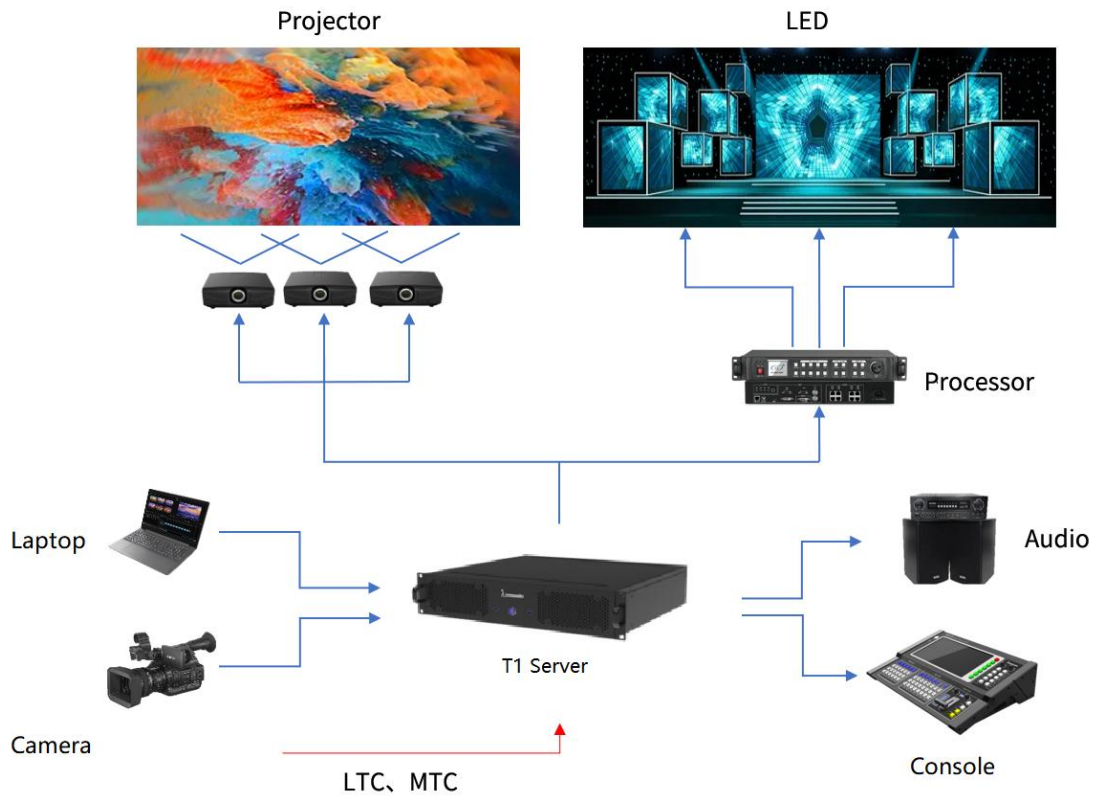 Projector
LED
Processor
Laptop
Audio
T1 Server
Camera
Console
LTC、MTC